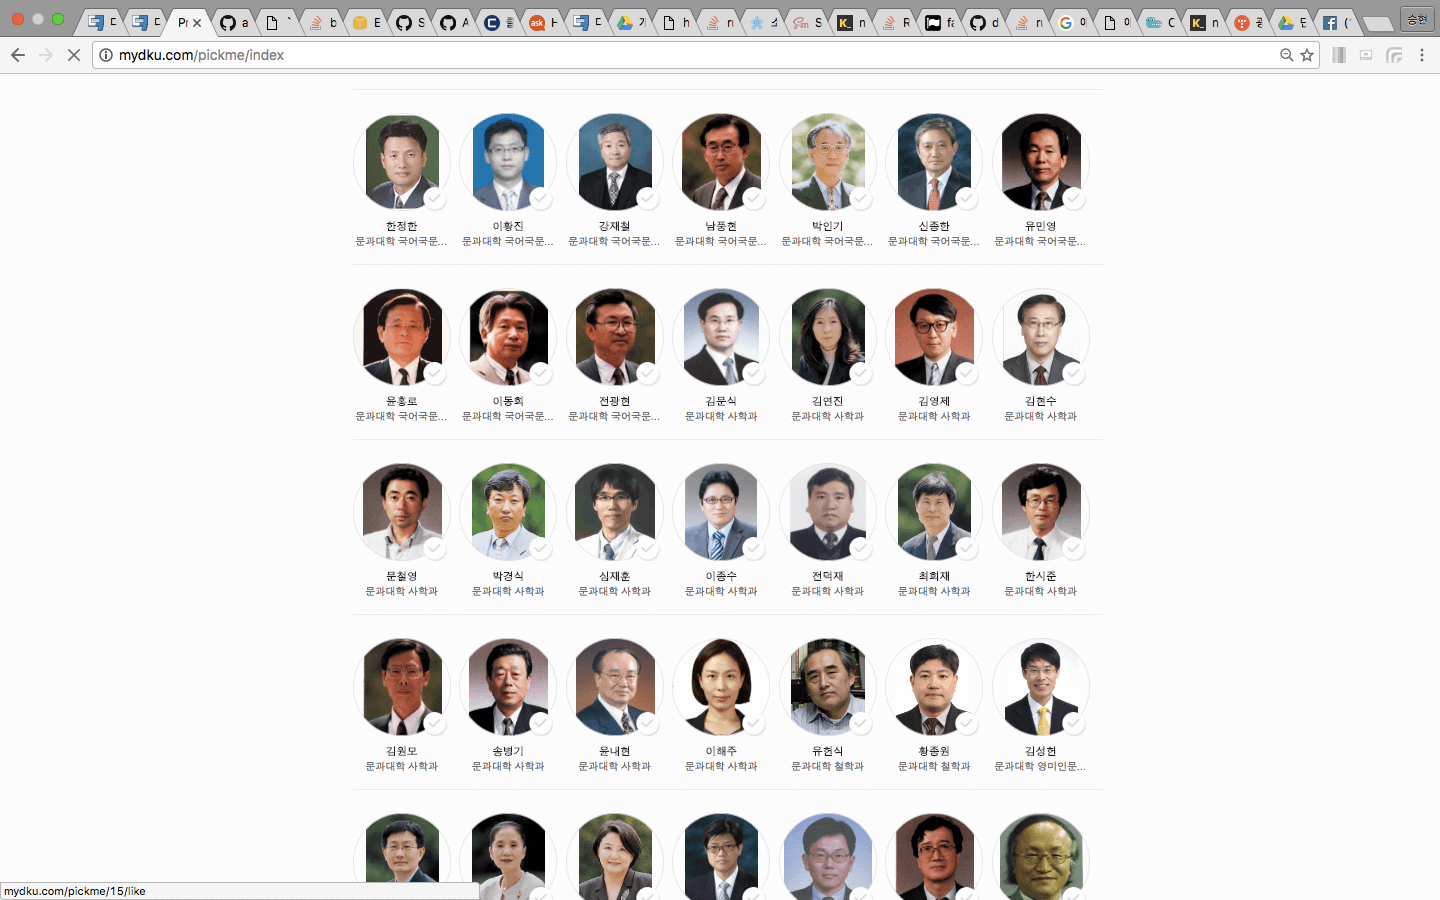 승현
mydku.com/pickme/index
한정한 이황진 강재철 남풍현 박인기 신종한 유민영
문과대학 국어국문... 문과대학 국어국문... 문과대학 국어국문... 문과대학 국어국문... 문과대학 국어국문... 문과대학 국어국문... 문과대학 국어국문...
윤홍로 이동희 전광현 김문식 김연진 김영제 김현수
문과대학 국어국문... 문과대학 국어국문... 문과대학 국어국문... 문과대학 사학과 문과대학 사학과 문과대학 사학과 문과대학 사학과
문철영 박경식 심재훈 이종수 전덕재 최희재 한시준
문과대학 사학과 문과대학 사학과 문과대학 사학과 문과대학 사학과 문과대학 사학과 문과대학 사학과 문과대학 사학과
김원모 송병기 윤내현 이해주 유헌식 황종원 김성헌
문과대학 사학과 문과대학 사학과 문과대학 사학과 문과대학 사학과 문과대학 철학과 문과대학 철학과 문과대학 영미인문...
mydku.com/pickme/15/like